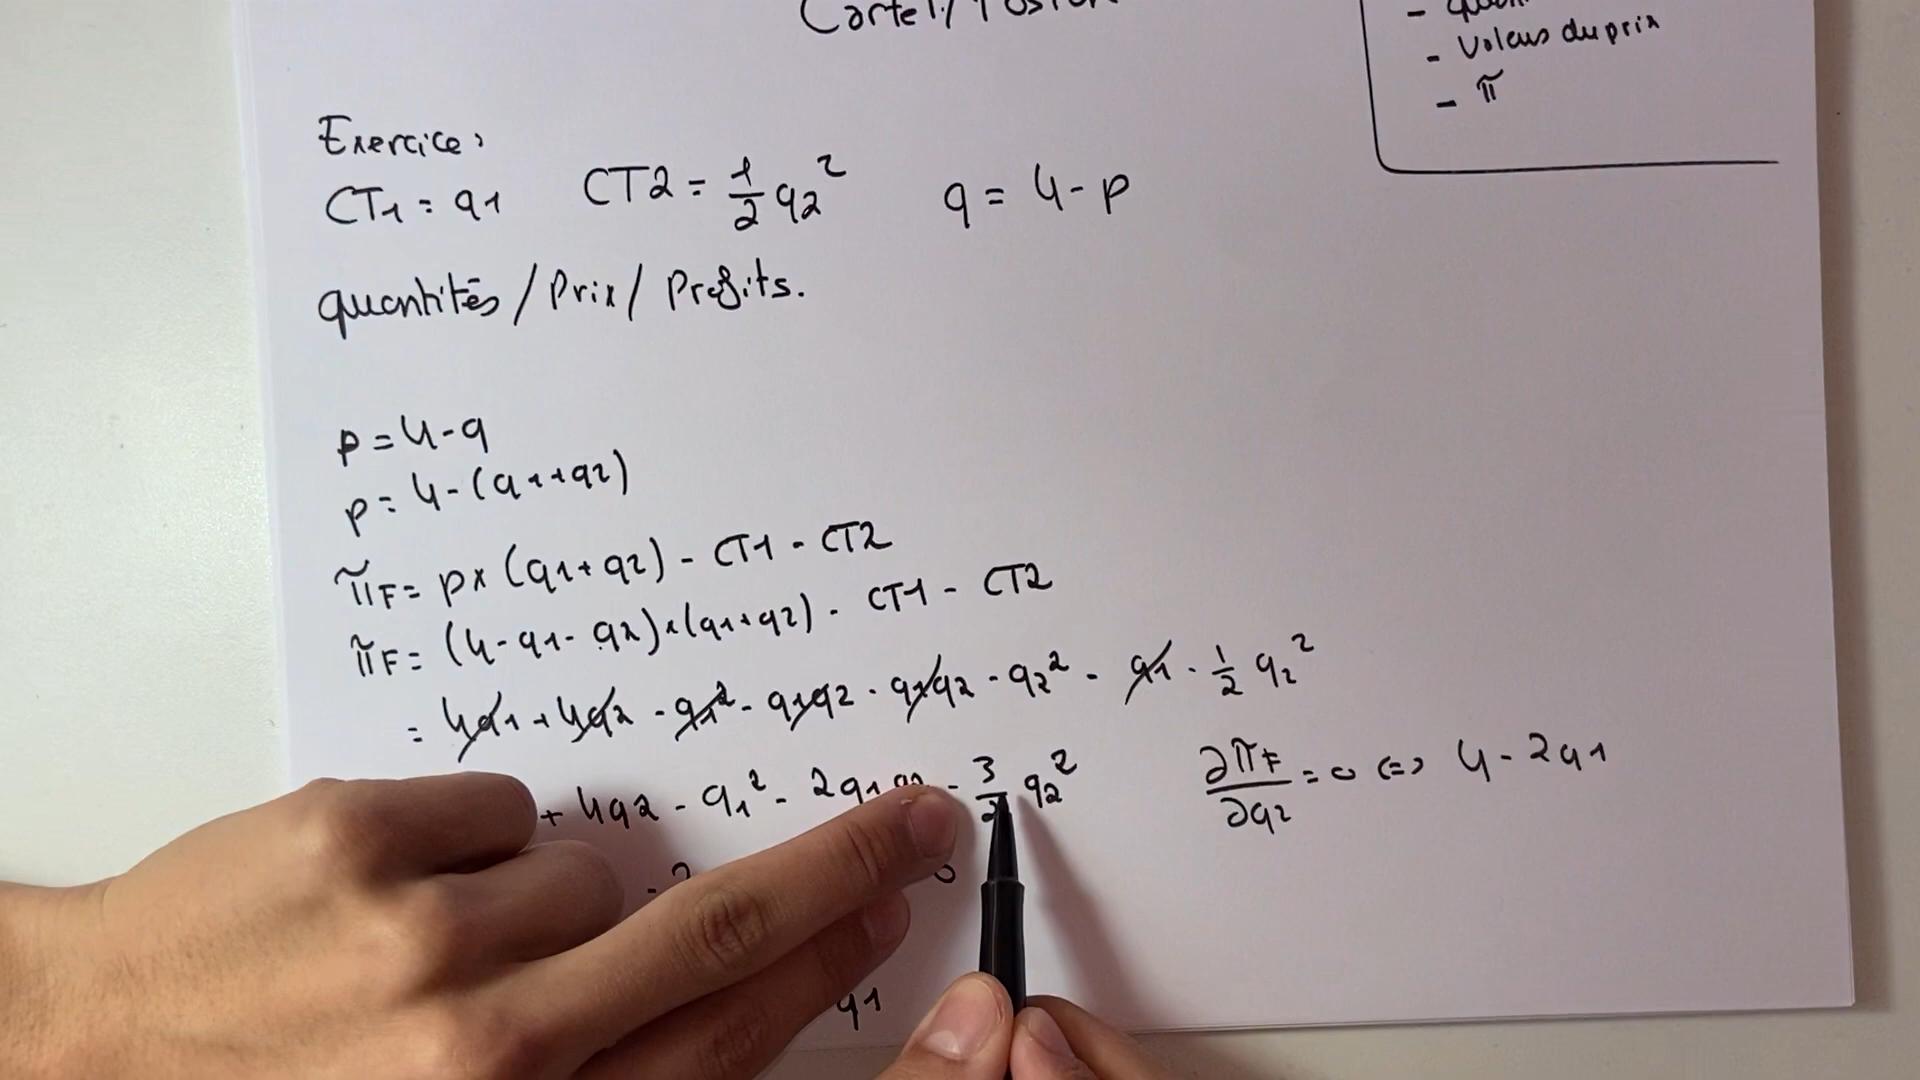 Exercice:
CT1 = q1 CT2 = 1/2 q2² q = 4 - p
quantités / Prix / Profits.
p = 4 - q
p = 4 - (q1 + q2)
πF = p x (q1 + q2) - CT1 - CT2
πF = (4 - q1 - q2) x (q1 + q2) - CT1 - CT2
= 4q1 + 4q2 - q1² - q1q2 - q1q2 - q2² - q1 - 1/2 q2²
+ 4q2 - q1² - 2q1q2 - 3/2 q2²
∂πF/∂q2 = 0 <=> 4 - 2q1
q1
- Valeur du prix
- π